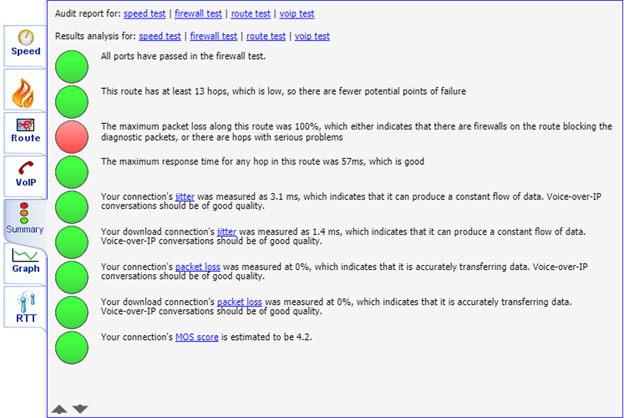 Audit report for: speed test | firewall test | route test | voip test
Results analysis for: speed test | firewall test | route test | voip test
Speed
Route
VoIP
Summary
Graph
RTT
All ports have passed in the firewall test.
This route has at least 13 hops, which is low, so there are fewer potential points of failure
The maximum packet loss along this route was 100%, which either indicates that there are firewalls on the route blocking the
diagnostic packets, or there are hops with serious problems
The maximum response time for any hop in this route was 57ms, which is good
Your connection's jitter was measured as 3.1 ms, which indicates that it can produce a constant flow of data. Voice-over-IP
conversations should be of good quality.
Your download connection's jitter was measured as 1.4 ms, which indicates that it can produce a constant flow of data.
Voice-over-IP conversations should be of good quality.
Your connection's packet loss was measured at 0%, which indicates that it is accurately transferring data. Voice-over-IP
conversations should be of good quality.
Your download connection's packet loss was measured at 0%, which indicates that it is accurately transferring data.
Voice-over-IP conversations should be of good quality.
Your connection's MOS score is estimated to be 4.2.